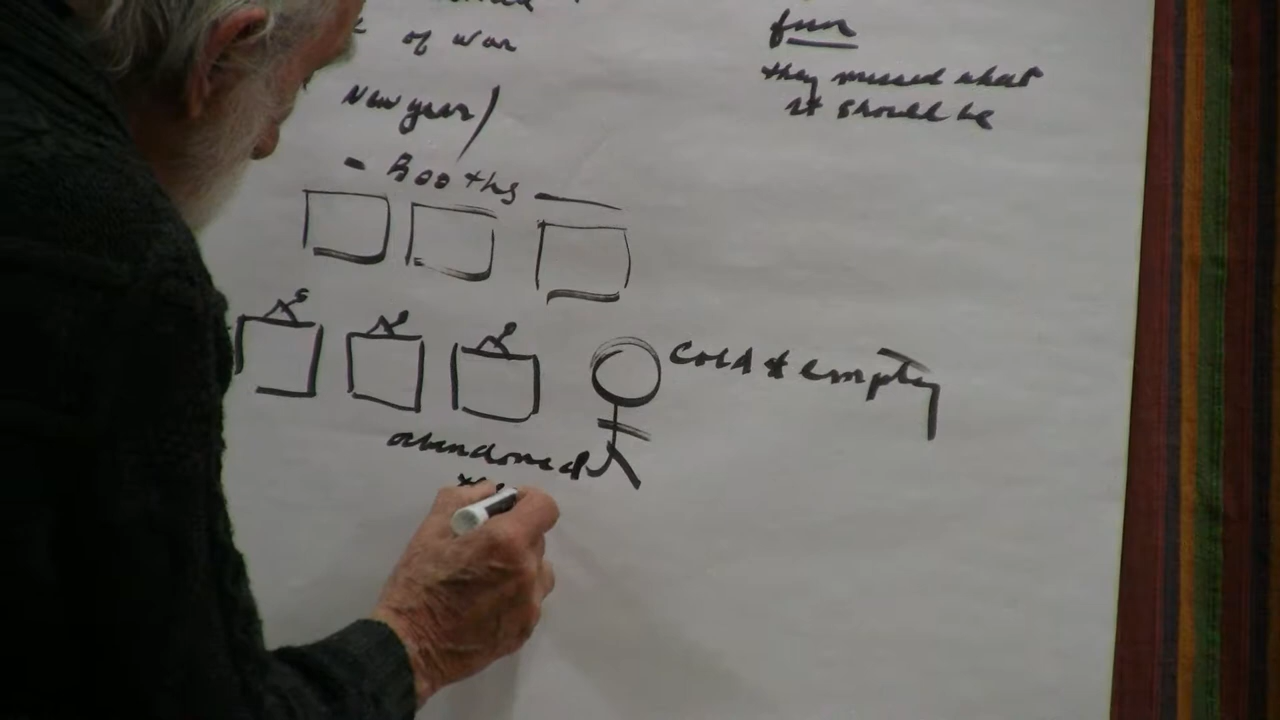 of war
New year/
- Booths -
cold & empty
abandoned
fun
they missed what
it should be